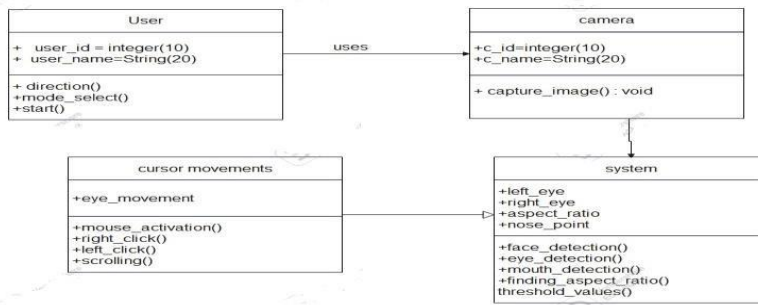 User
+ user_id = integer(10)
+ user_name=String(20)
+ direction()
+mode_select()
+start()
uses
camera
+c_id=integer(10)
+c_name=String(20)
+ capture_image() : void
cursor movements
+eye_movement
+mouse_activation()
+right_click()
+left_click()
+scrolling()
system
+left_eye
+right_eye
+aspect_ratio
+nose_point
+face_detection()
+eye_detection()
+mouth_detection()
+finding_aspect_ratio()
threshold_values()